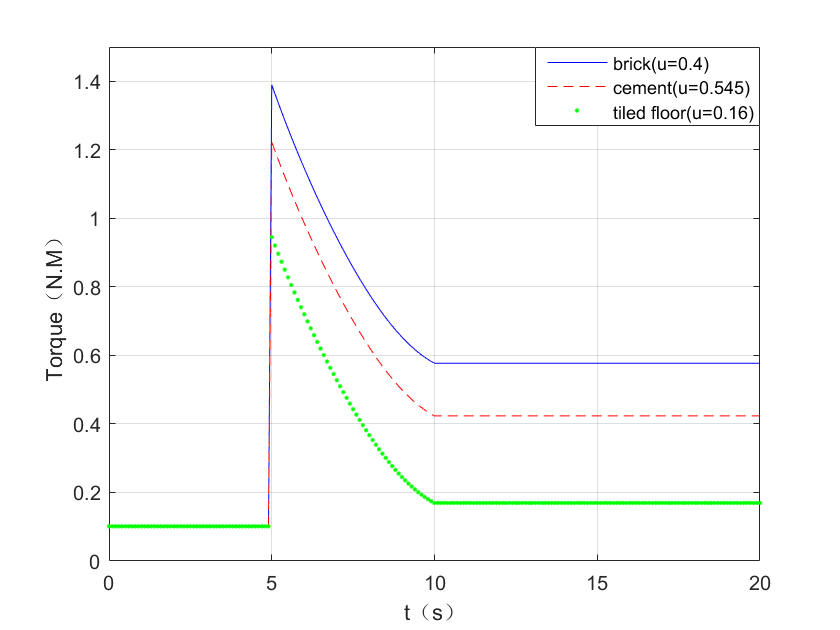 brick(u=0.4)
cement(u=0.545)
tiled floor(u=0.16)
1.4
1.2
1
0.8
0.6
0.4
0.2
0
Torque（N.M）
0 5 10 15 20
t（s）